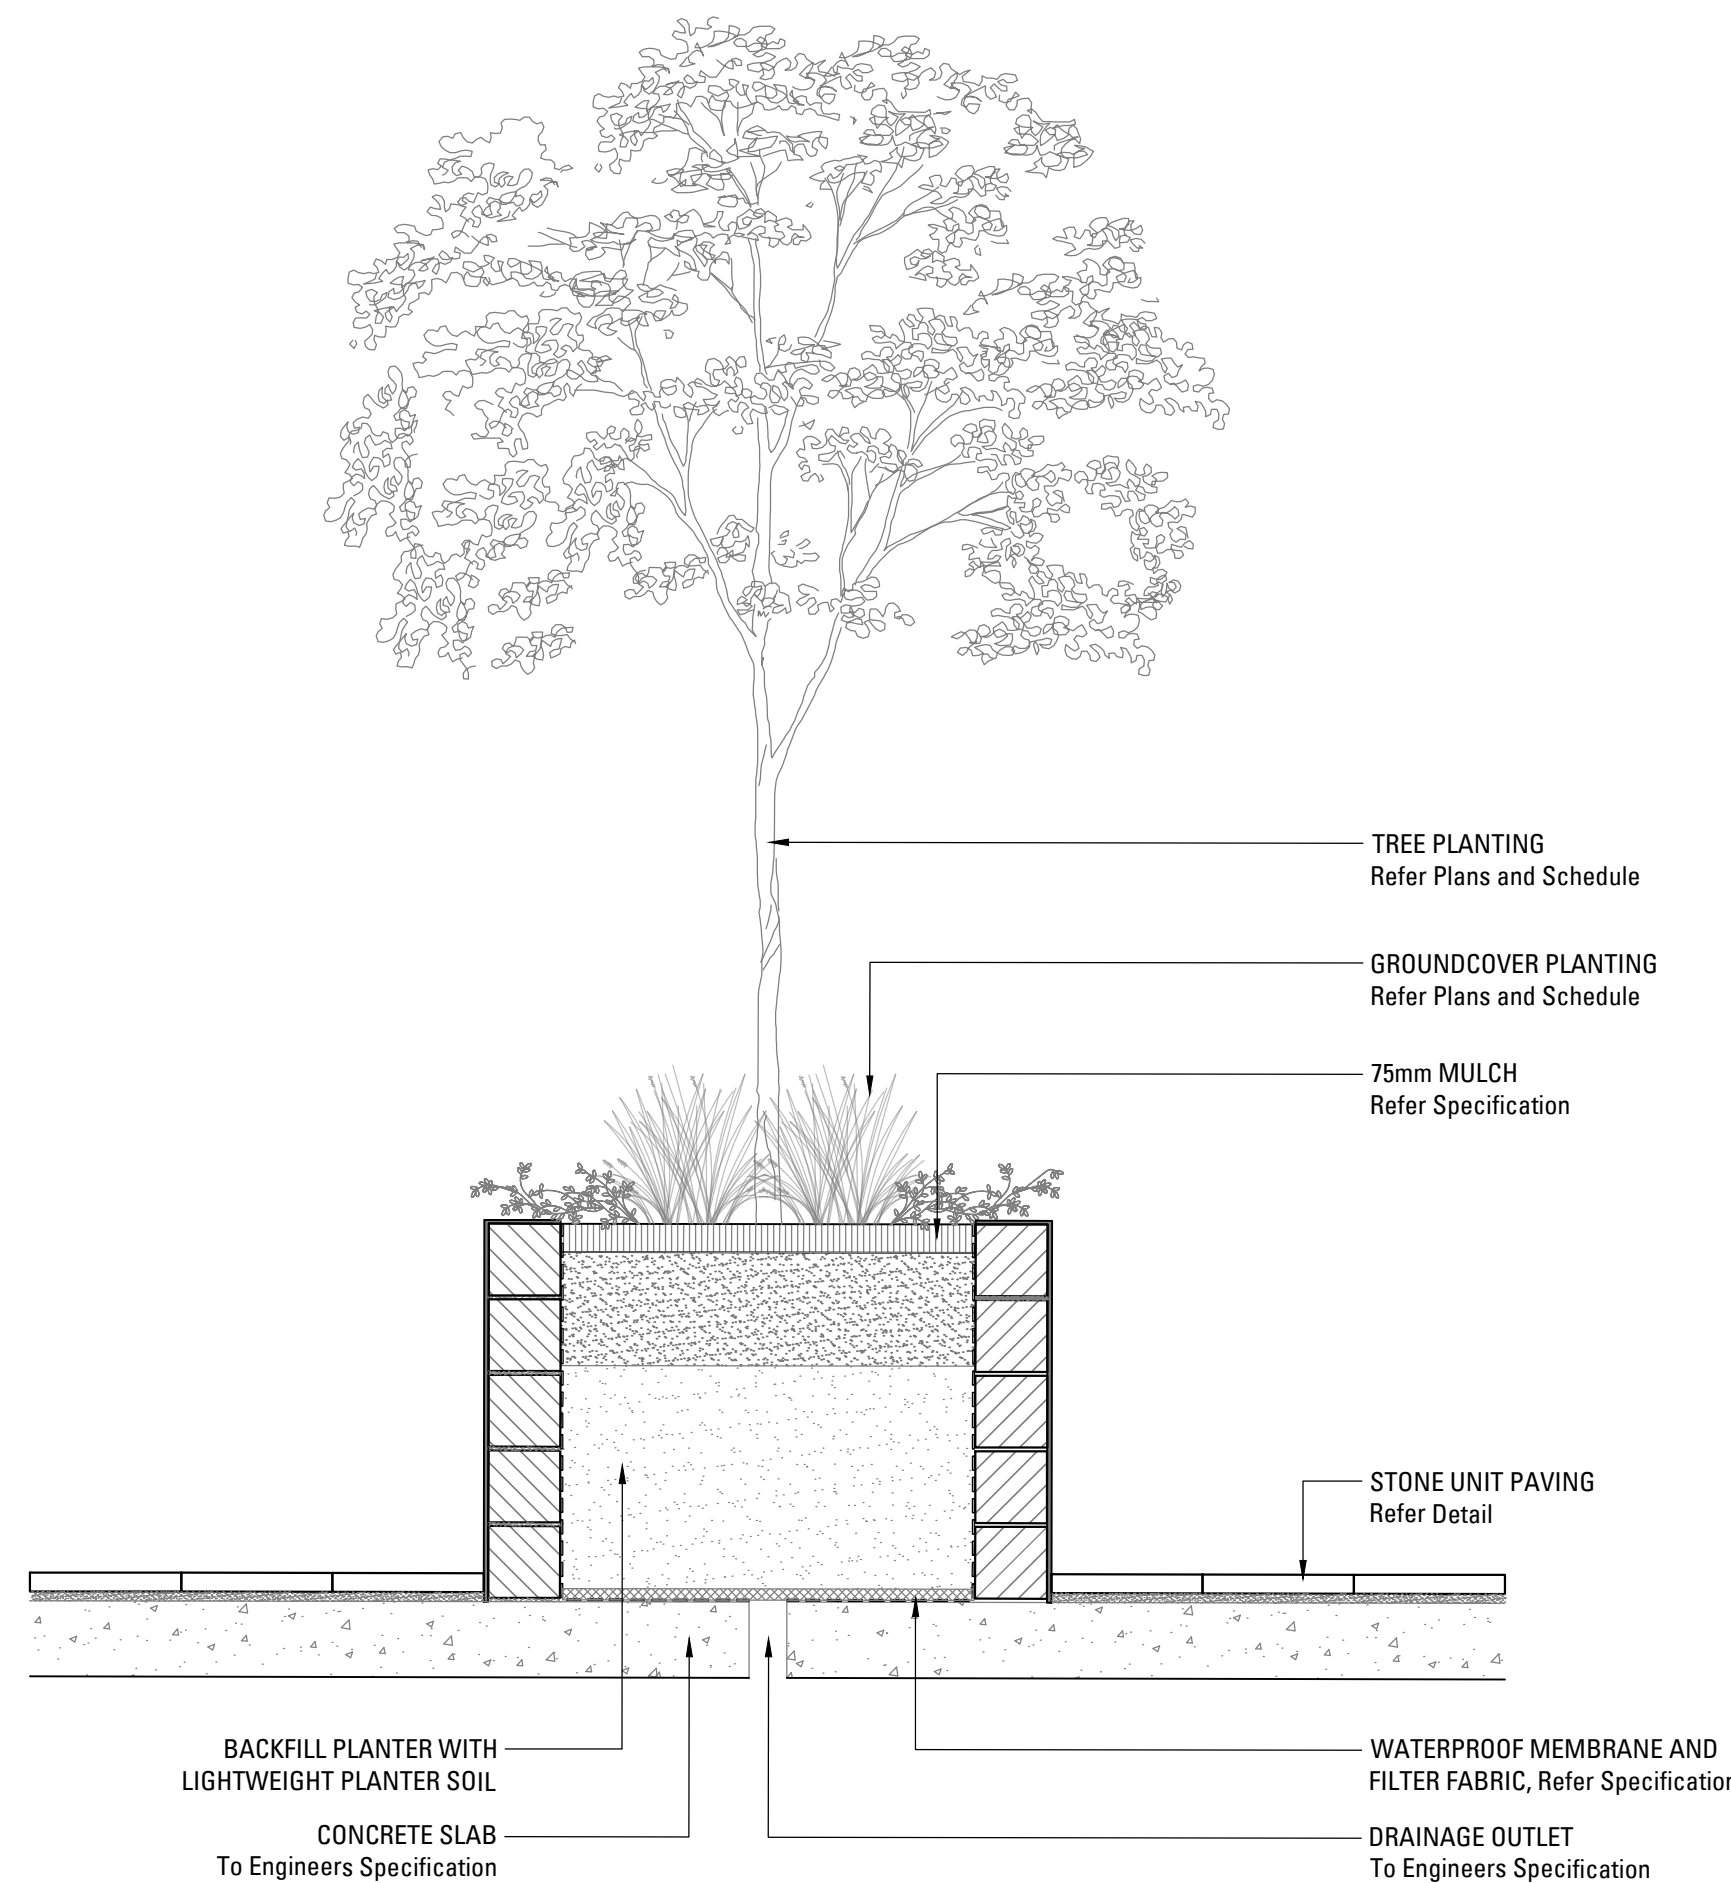 TREE PLANTING
Refer Plans and Schedule
GROUNDCOVER PLANTING
Refer Plans and Schedule
75mm MULCH
Refer Specification
STONE UNIT PAVING
Refer Detail
BACKFILL PLANTER WITH
LIGHTWEIGHT PLANTER SOIL
CONCRETE SLAB
To Engineers Specification
WATERPROOF MEMBRANE AND
FILTER FABRIC, Refer Specification
DRAINAGE OUTLET
To Engineers Specification